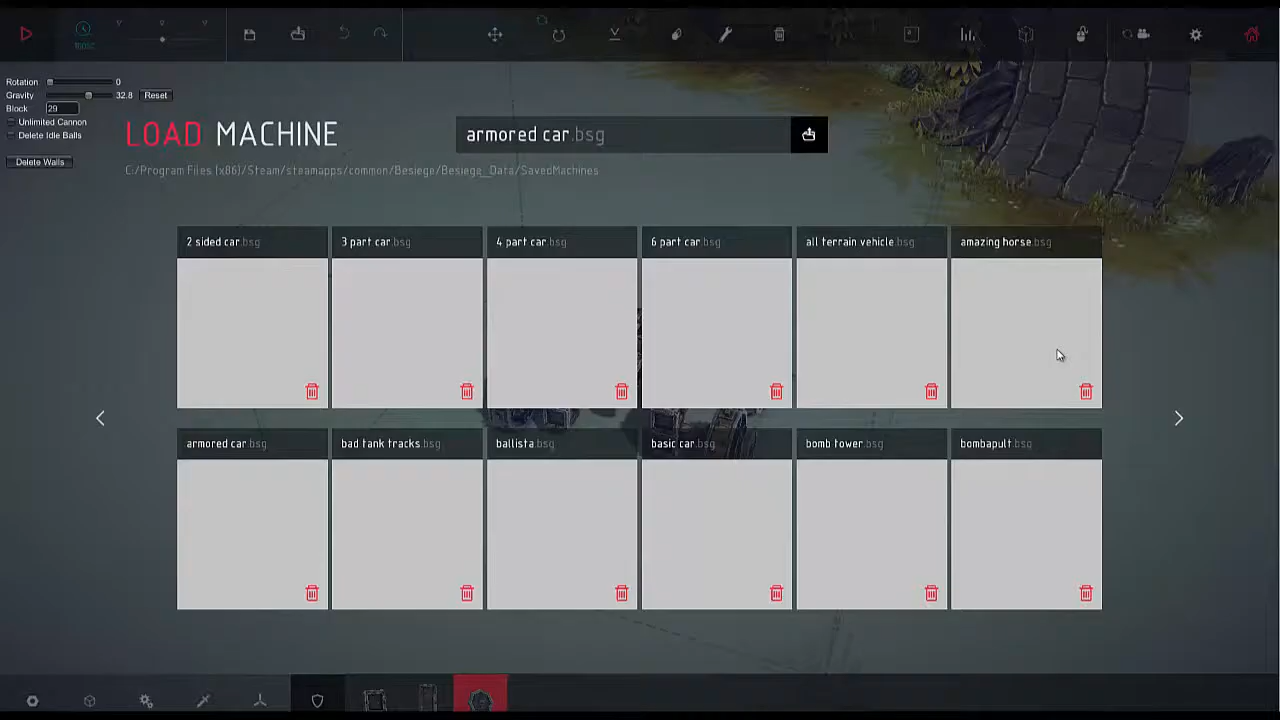 Rotation 0
Gravity 32.8 Reset
Block 29
Unlimited Cannon
Delete Idle Balls
Delete Walls
LOAD MACHINE
armored car.bsg
C:/Program Files (x86)/Steam/steamapps/common/Besiege/Besiege_Data/SavedMachines
2 sided car.bsg
3 part car.bsg
4 part car.bsg
6 part car.bsg
all terrain vehicle.bsg
amazing horse.bsg
armored car.bsg
bad tank tracks.bsg
ballista.bsg
basic car.bsg
bomb tower.bsg
bombapult.bsg